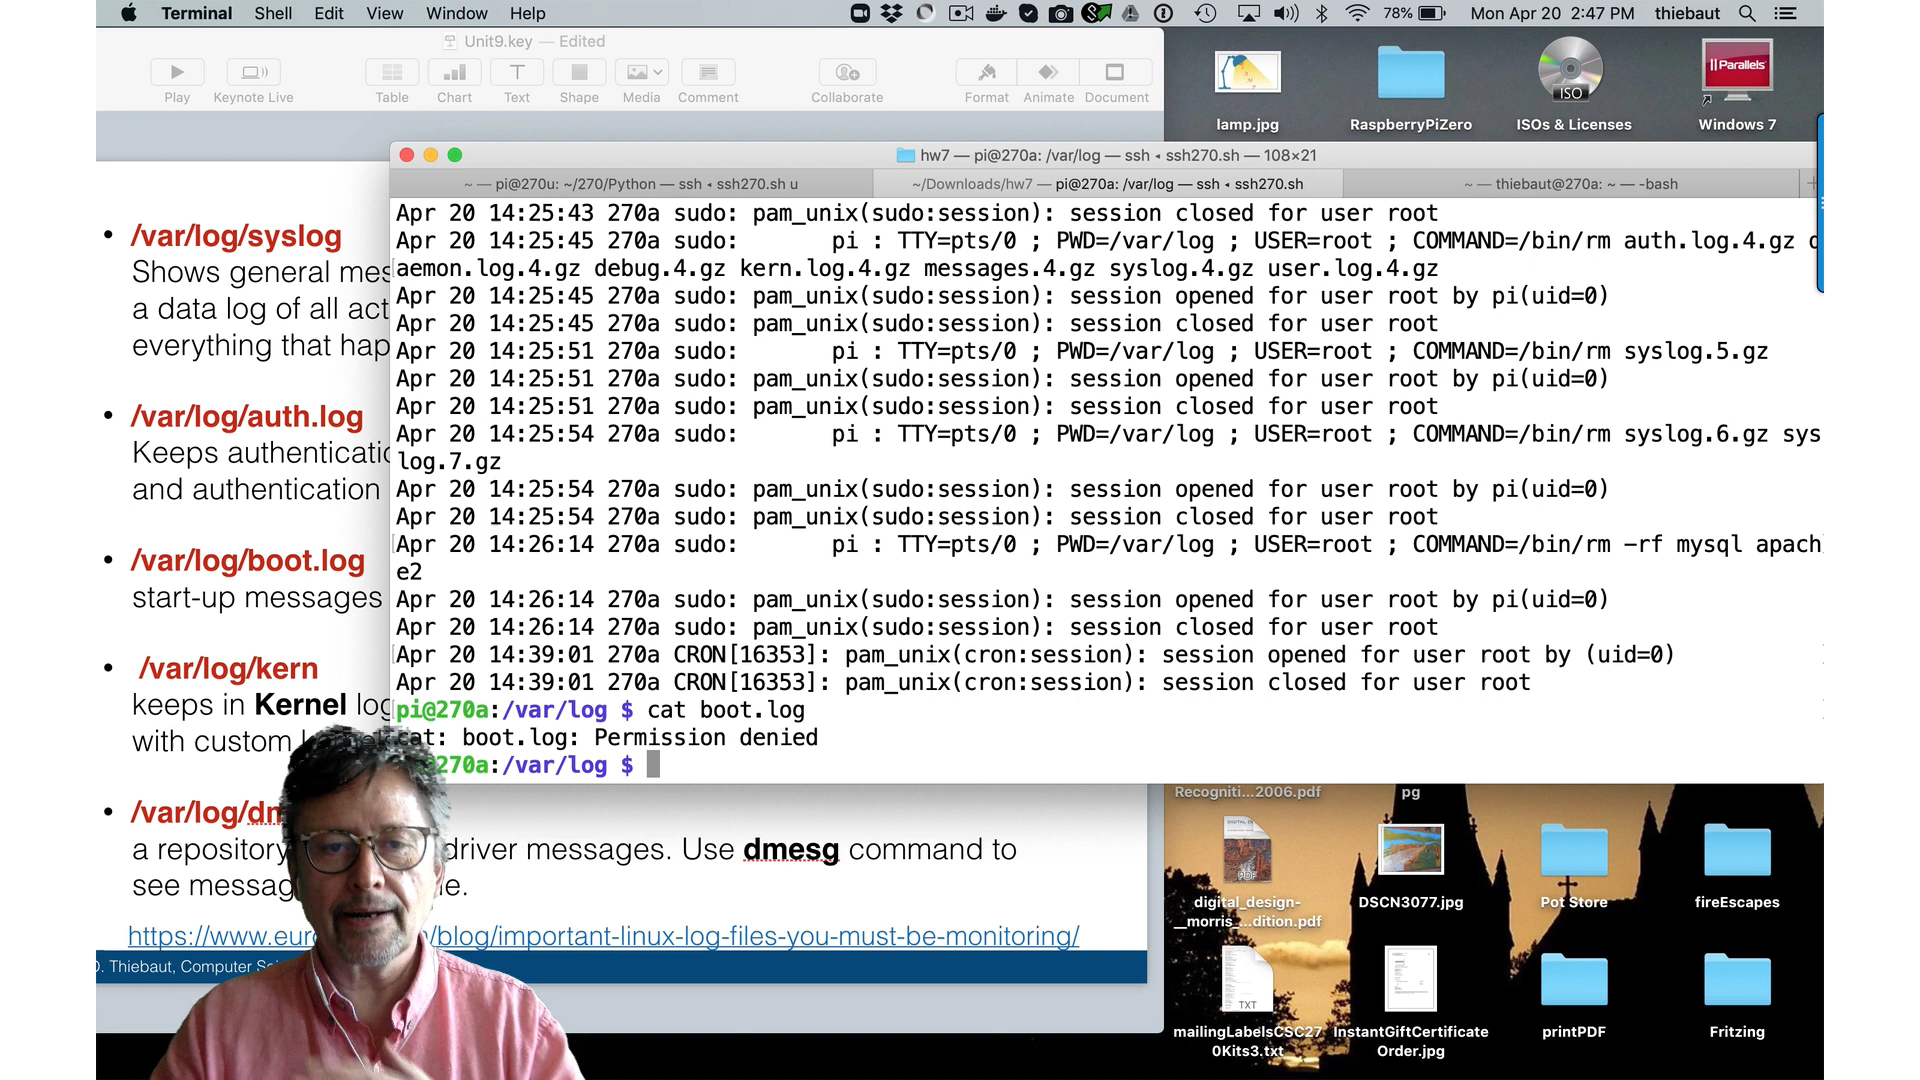 Terminal Shell Edit View Window Help 78% Mon Apr 20 2:47 PM thiebaut
Unit9.key — Edited
Play Keynote Live Table Chart Text Shape Media Comment Collaborate Format Animate Document
lamp.jpg RaspberryPiZero ISOs & Licenses Windows 7
ISO
|| Parallels
hw7 — pi@270a: /var/log — ssh ◂ ssh270.sh — 108×21
~ — pi@270u: ~/270/Python — ssh ◂ ssh270.sh u
~/Downloads/hw7 — pi@270a: /var/log — ssh ◂ ssh270.sh
~ — thiebaut@270a: ~ — -bash
Apr 20 14:25:43 270a sudo: pam_unix(sudo:session): session closed for user root
Apr 20 14:25:45 270a sudo:       pi : TTY=pts/0 ; PWD=/var/log ; USER=root ; COMMAND=/bin/rm auth.log.4.gz d
aemon.log.4.gz debug.4.gz kern.log.4.gz messages.4.gz syslog.4.gz user.log.4.gz
Apr 20 14:25:45 270a sudo: pam_unix(sudo:session): session opened for user root by pi(uid=0)
Apr 20 14:25:45 270a sudo: pam_unix(sudo:session): session closed for user root
Apr 20 14:25:51 270a sudo:       pi : TTY=pts/0 ; PWD=/var/log ; USER=root ; COMMAND=/bin/rm syslog.5.gz
Apr 20 14:25:51 270a sudo: pam_unix(sudo:session): session opened for user root by pi(uid=0)
Apr 20 14:25:51 270a sudo: pam_unix(sudo:session): session closed for user root
Apr 20 14:25:54 270a sudo:       pi : TTY=pts/0 ; PWD=/var/log ; USER=root ; COMMAND=/bin/rm syslog.6.gz sys
log.7.gz
Apr 20 14:25:54 270a sudo: pam_unix(sudo:session): session opened for user root by pi(uid=0)
Apr 20 14:25:54 270a sudo: pam_unix(sudo:session): session closed for user root
Apr 20 14:26:14 270a sudo:       pi : TTY=pts/0 ; PWD=/var/log ; USER=root ; COMMAND=/bin/rm -rf mysql apach
e2
Apr 20 14:26:14 270a sudo: pam_unix(sudo:session): session opened for user root by pi(uid=0)
Apr 20 14:26:14 270a sudo: pam_unix(sudo:session): session closed for user root
Apr 20 14:39:01 270a CRON[16353]: pam_unix(cron:session): session opened for user root by (uid=0)
Apr 20 14:39:01 270a CRON[16353]: pam_unix(cron:session): session closed for user root
pi@270a:/var/log $ cat boot.log
cat: boot.log: Permission denied
270a:/var/log $
• /var/log/syslog
Shows general mes
a data log of all act
everything that hap
• /var/log/auth.log
Keeps authenticatio
and authentication
• /var/log/boot.log
start-up messages
• /var/log/kern
keeps in Kernel log
with custom
• /var/log/dm
a repository driver messages. Use dmesg command to
see messag e.
https://www.eur /blog/important-linux-log-files-you-must-be-monitoring/
D. Thiebaut, Computer Sci
Recogniti...2006.pdf pg
PDF
digital_design-
_morris_...dition.pdf
DSCN3077.jpg Pot Store fireEscapes
TXT
mailingLabelsCSC27
0Kits3.txt
InstantGiftCertificate
Order.jpg
printPDF Fritzing